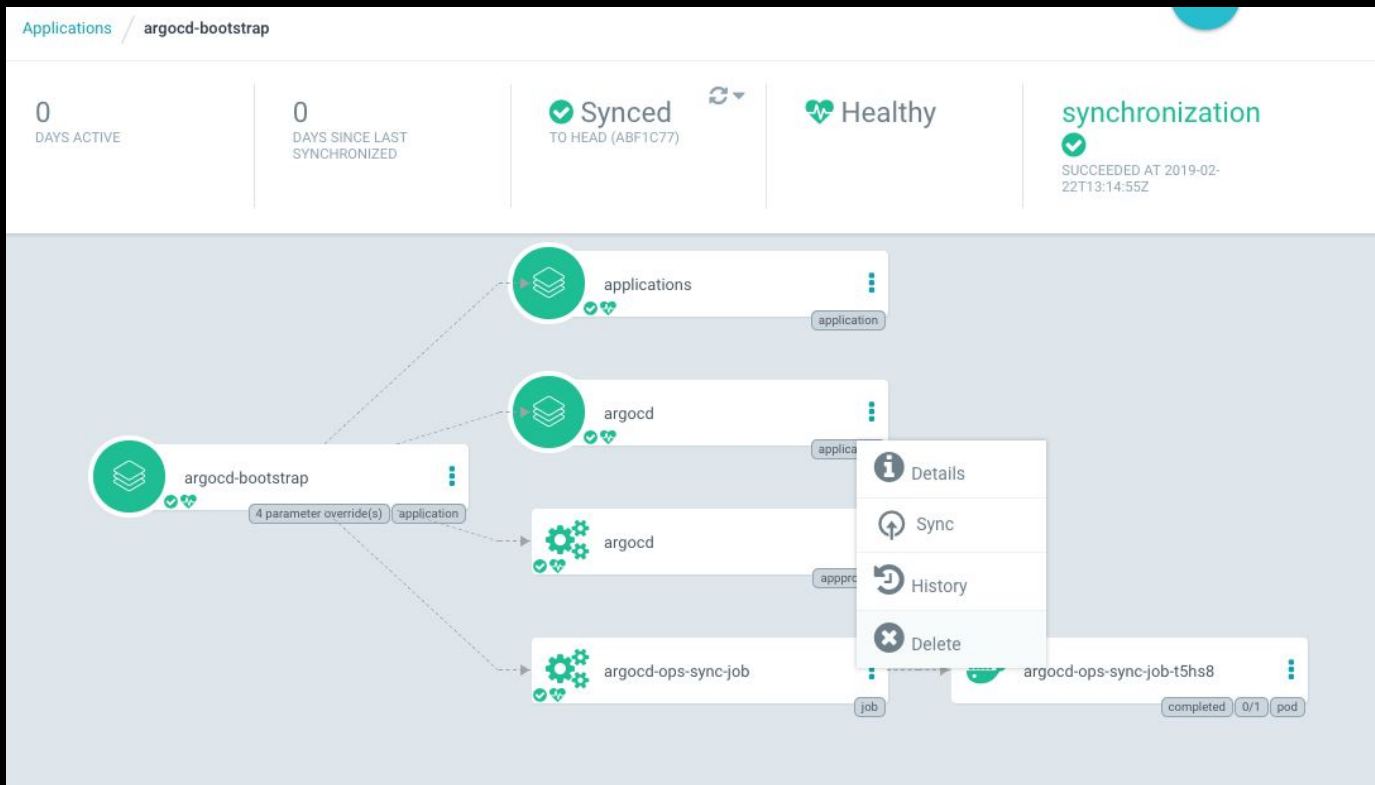 Applications / argocd-bootstrap
0
DAYS ACTIVE
0
DAYS SINCE LAST
SYNCHRONIZED
Synced
TO HEAD (ABF1C77)
Healthy
synchronization
SUCCEEDED AT 2019-02-
22T13:14:55Z
applications
application
argocd
applica
argocd-bootstrap
4 parameter override(s) application
argocd
apppro
argocd-ops-sync-job
job
Details
Sync
History
Delete
argocd-ops-sync-job-t5hs8
completed 0/1 pod